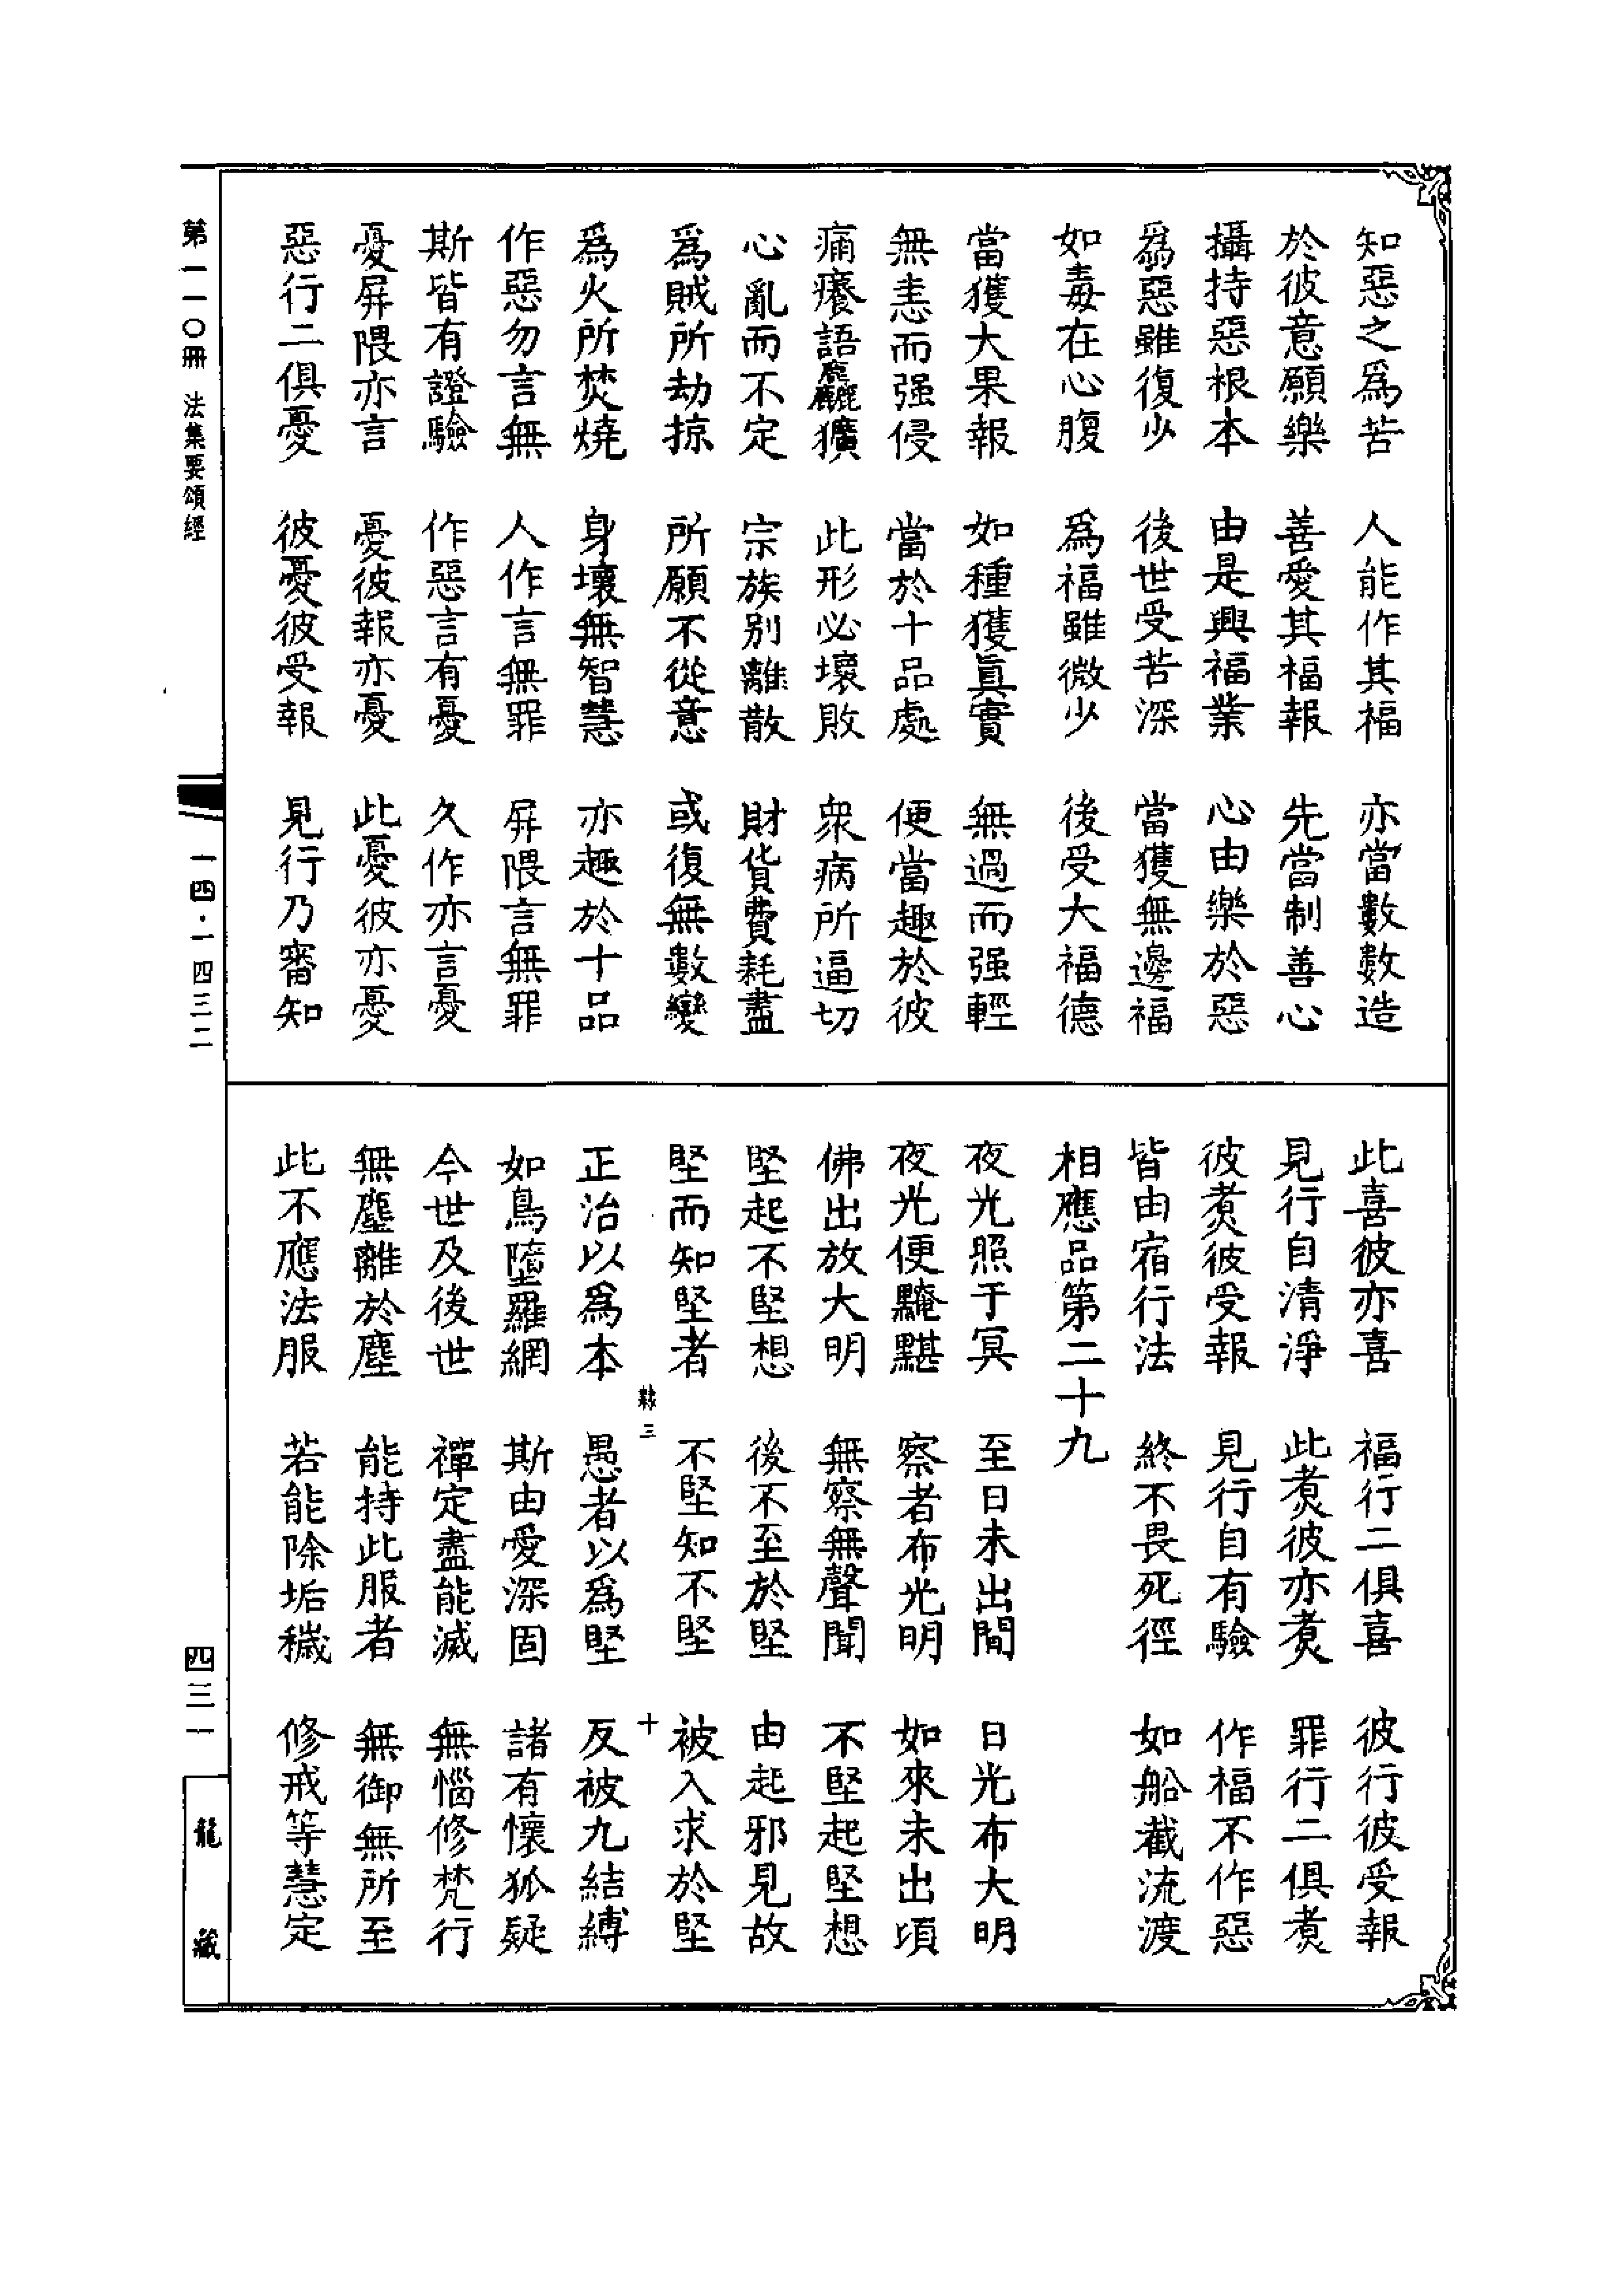 知惡之爲苦　人能作其福　亦當數數造
於彼意願樂　善愛其福報　先當制善心
攝持惡根本　由是興福業　心由樂於惡
爲惡雖復少　後世受苦深　當獲無邊福
如毒在心腹　爲福雖微少　後受大福德
當獲大果報　如種獲眞實　無過而强輕
無恚而强侵　當於十品處　便當趣於彼
痛癢語麤獷　此形必壞敗　衆病所逼切
心亂而不定　宗族別離散　財貨費耗盡
爲賊所劫掠　所願不從意　或復無數變
爲火所焚燒　身壞無智慧　亦趣於十品
作惡勿言無　人作言無罪　屏隈言無罪
斯皆有證驗　作惡言有憂　久作亦言憂
憂屏隈亦言　憂彼報亦憂　此憂彼亦憂
惡行二俱憂　彼憂彼受報　見行乃審知
此喜彼亦喜　福行二俱喜　彼行彼受報
見行自清淨　此煑彼亦煑　罪行二俱煑
彼煑彼受報　見行自有驗　作福不作惡
皆由宿行法　終不畏死徑　如船截流渡
相應品第二十九
夜光照于冥　至日未出間　日光布大明
夜光便黤黮　察者布光明　如來未出頃
佛出放大明　無察無聲聞　不堅起堅想
堅起不堅想　後不至於堅　由起邪見故
堅而知堅者　不堅知不堅　被入求於堅
隸三　十
正治以爲本　愚者以爲堅　反被九結縛
如鳥墮羅網　斯由愛深固　諸有懷狐疑
今世及後世　禪定盡能滅　無惱修梵行
無塵離於塵　能持此服者　無御無所至
此不應法服　若能除垢穢　修戒等慧定
第一一〇冊　法集要頌經
一四·一四三二
四三一
龍藏